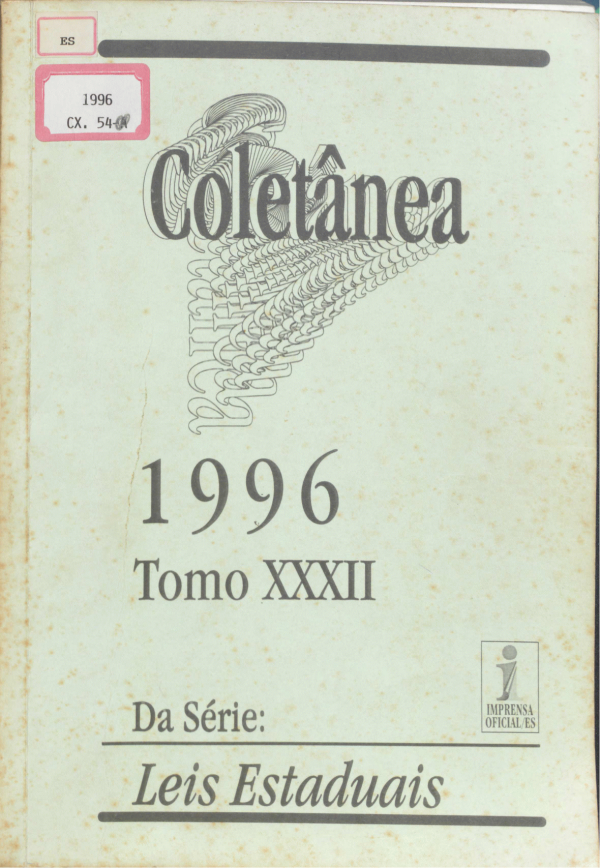 ES
1996
CX. 54-A
Coletânea
1996
Tomo XXXII
IMPRENSA
OFICIAL/ES
Da Série:
Leis Estaduais